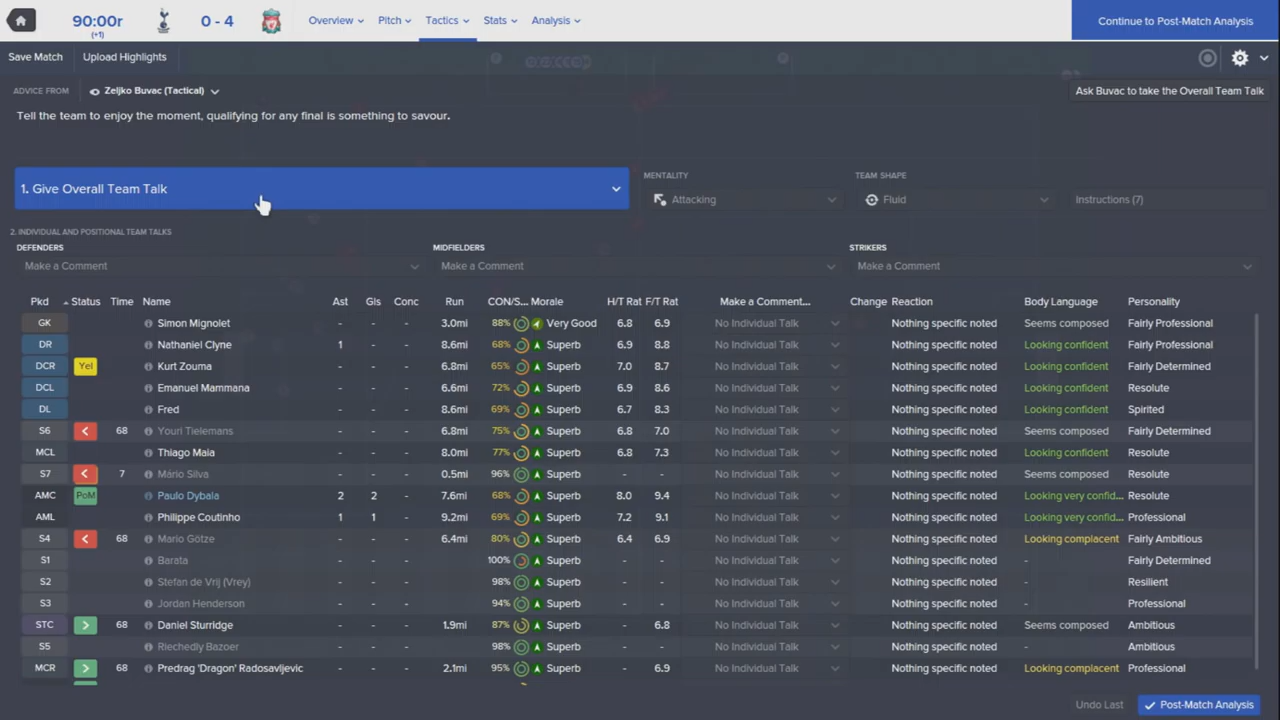 90:00r 0 - 4 Overview Pitch Tactics Stats Analysis Continue to Post-Match Analysis
(+1)
Save Match Upload Highlights
ADVICE FROM Zeljko Buvac (Tactical) Ask Buvac to take the Overall Team Talk
Tell the team to enjoy the moment, qualifying for any final is something to savour.
MENTALITY TEAM SHAPE
1. Give Overall Team Talk Attacking Fluid Instructions (7)
2. INDIVIDUAL AND POSITIONAL TEAM TALKS
DEFENDERS MIDFIELDERS STRIKERS
Make a Comment Make a Comment Make a Comment
Pkd Status Time Name Ast Gls Conc Run CON/S... Morale H/T Rat F/T Rat Make a Comment... Change Reaction Body Language Personality
GK Simon Mignolet - - - 3.0mi 88% Very Good 6.8 6.9 No Individual Talk Nothing specific noted Seems composed Fairly Professional
DR Nathaniel Clyne 1 - - 8.6mi 68% Superb 6.9 8.8 No Individual Talk Nothing specific noted Looking confident Fairly Professional
DCR Yel Kurt Zouma - - - 6.8mi 65% Superb 7.0 8.7 No Individual Talk Nothing specific noted Looking confident Fairly Determined
DCL Emanuel Mammana - - - 6.6mi 72% Superb 6.9 8.6 No Individual Talk Nothing specific noted Looking confident Resolute
DL Fred - - - 8.6mi 69% Superb 6.7 8.3 No Individual Talk Nothing specific noted Looking confident Spirited
S6 68 Youri Tielemans - - - 6.8mi 75% Superb 6.8 7.0 No Individual Talk Nothing specific noted Seems composed Fairly Determined
MCL Thiago Maia - - - 8.0mi 77% Superb 6.8 7.3 No Individual Talk Nothing specific noted Looking confident Resolute
S7 7 Mário Silva - - - 0.5mi 96% Superb - - No Individual Talk Nothing specific noted Seems composed Resolute
AMC PoM Paulo Dybala 2 2 - 7.6mi 68% Superb 8.0 9.4 No Individual Talk Nothing specific noted Looking very confid... Resolute
AML Philippe Coutinho 1 1 - 9.2mi 69% Superb 7.2 9.1 No Individual Talk Nothing specific noted Looking very confid... Professional
S4 68 Mario Götze - - - 6.4mi 80% Superb 6.4 6.9 No Individual Talk Nothing specific noted Looking complacent Fairly Ambitious
S1 Barata 100% Superb - - No Individual Talk Nothing specific noted - Fairly Determined
S2 Stefan de Vrij (Vrey) 98% Superb - - No Individual Talk Nothing specific noted - Resilient
S3 Jordan Henderson 94% Superb - - No Individual Talk Nothing specific noted - Professional
STC 68 Daniel Sturridge - - - 1.9mi 87% Superb - 6.8 No Individual Talk Nothing specific noted Seems composed Ambitious
S5 Riechedly Bazoer 98% Superb - - No Individual Talk Nothing specific noted - Ambitious
MCR 68 Predrag 'Dragon' Radosavljevic - - - 2.1mi 95% Superb - 6.9 No Individual Talk Nothing specific noted Looking complacent Professional
Undo Last Post-Match Analysis